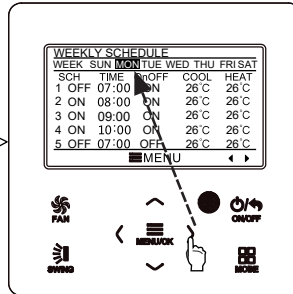 WEEKLY SCHEDULE
WEEK SUN MON TUE WED THU FRI SAT
SCH TIME OnOFF COOL HEAT
1 OFF 07:00 ON 26°C 26°C
2 ON 08:00 ON 26°C 26°C
3 ON 09:00 ON 26°C 26°C
4 ON 10:00 ON 26°C 26°C
5 OFF 07:00 OFF 26°C 26°C
MENU
FAN
MENU/OK
ON/OFF
SWING
MODE